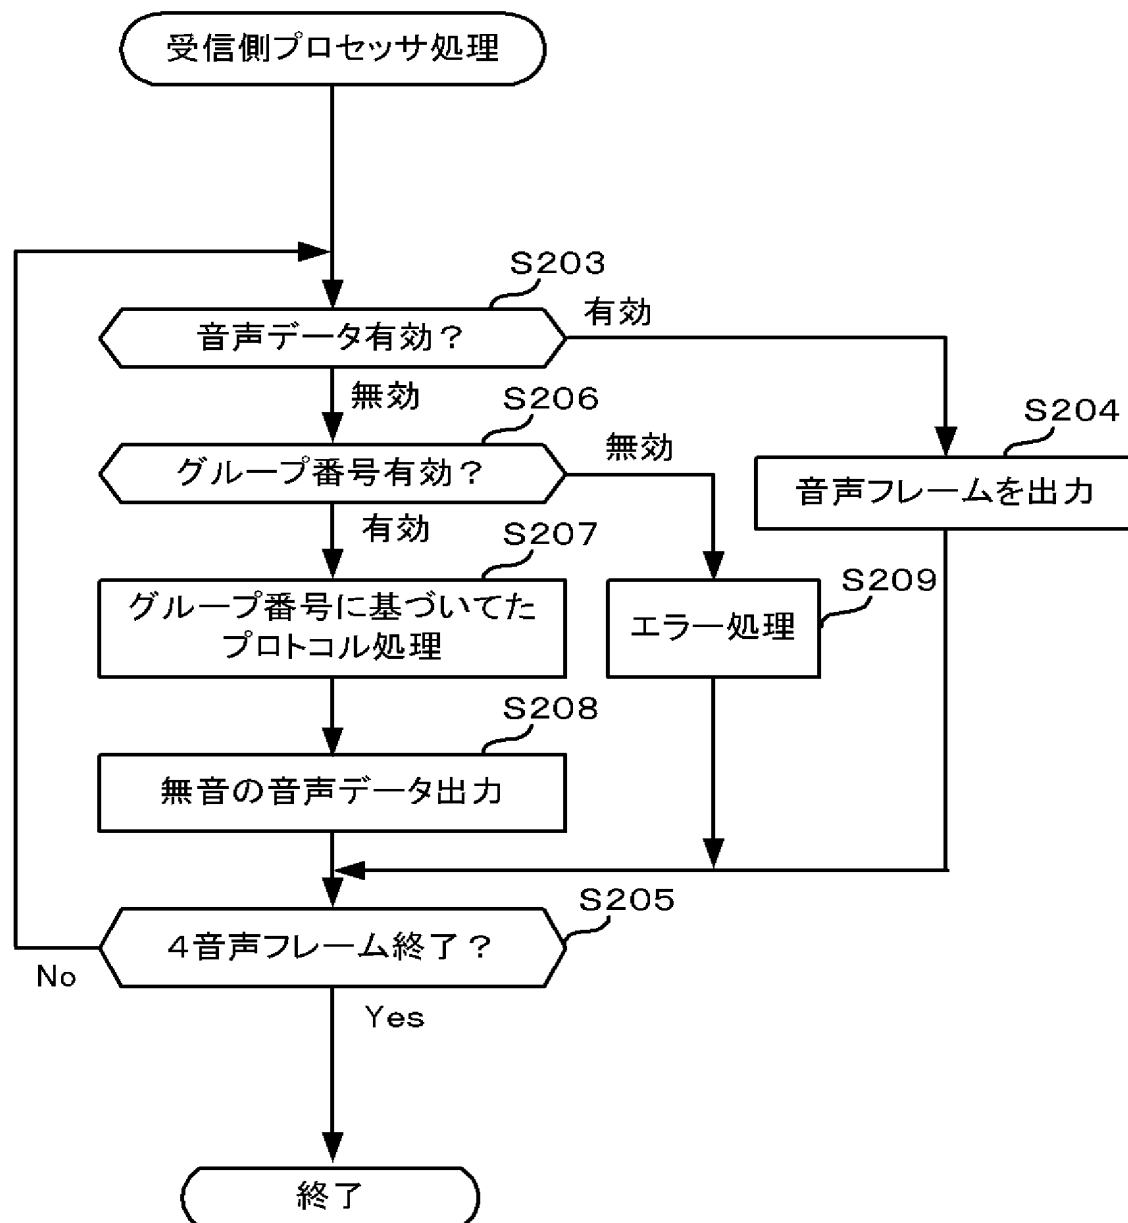 受信側プロセッサ処理
S203
音声データ有効？
有効
無効
S206
グループ番号有効？
無効
S204
音声フレームを出力
有効
S207
グループ番号に基づいてた
プロトコル処理
S209
エラー処理
S208
無音の音声データ出力
S205
４音声フレーム終了？
No
Yes
終了